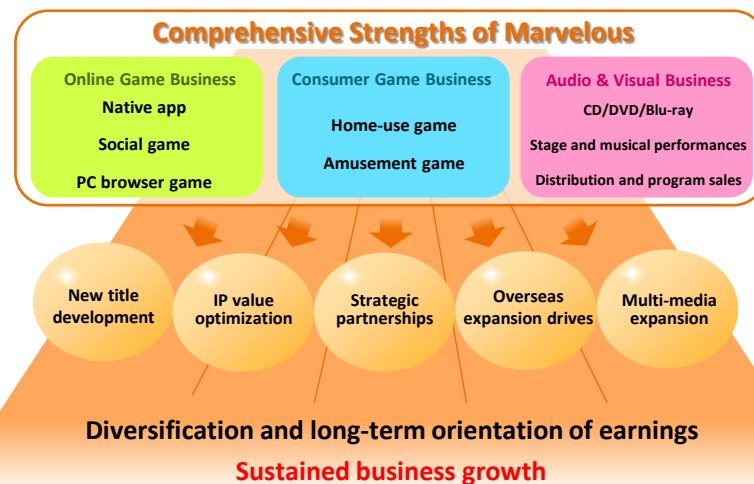 Comprehensive Strengths of Marvelous
Online Game Business
Native app
Social game
PC browser game
Consumer Game Business
Home-use game
Amusement game
Audio & Visual Business
CD/DVD/Blu-ray
Stage and musical performances
Distribution and program sales
New title
development
IP value
optimization
Strategic
partnerships
Overseas
expansion drives
Multi-media
expansion
Diversification and long-term orientation of earnings
Sustained business growth